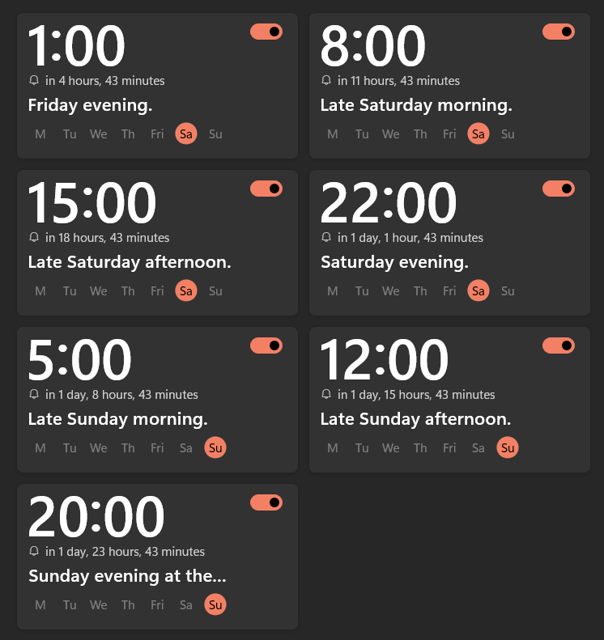 1:00
in 4 hours, 43 minutes
Friday evening.
M Tu We Th Fri Sa Su
8:00
in 11 hours, 43 minutes
Late Saturday morning.
M Tu We Th Fri Sa Su
15:00
in 18 hours, 43 minutes
Late Saturday afternoon.
M Tu We Th Fri Sa Su
22:00
in 1 day, 1 hour, 43 minutes
Saturday evening.
M Tu We Th Fri Sa Su
5:00
in 1 day, 8 hours, 43 minutes
Late Sunday morning.
M Tu We Th Fri Sa Su
12:00
in 1 day, 15 hours, 43 minutes
Late Sunday afternoon.
M Tu We Th Fri Sa Su
20:00
in 1 day, 23 hours, 43 minutes
Sunday evening at the...
M Tu We Th Fri Sa Su